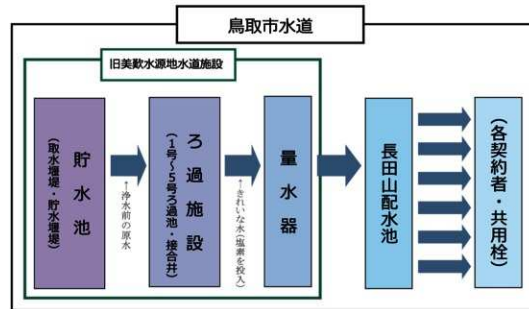 鳥取市水道
旧美歎水源地水道施設
貯水池
(取水堰堤・貯水堰堤)
↑浄水前の原水
ろ過施設
(1号~5号ろ過池・接合井)
↑きれいな水(塩素を投入)
量水器
長田山配水池
(各契約者・共用栓)